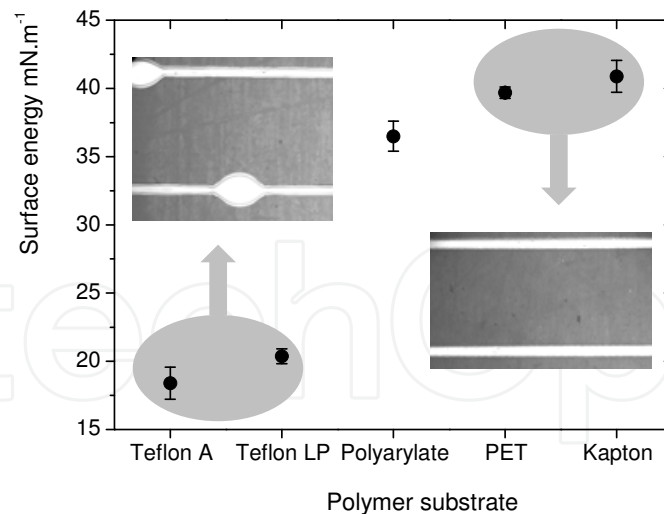 Surface energy mN.m⁻¹
45
40
35
30
25
20
15
Teflon A Teflon LP Polyarylate PET Kapton
Polymer substrate